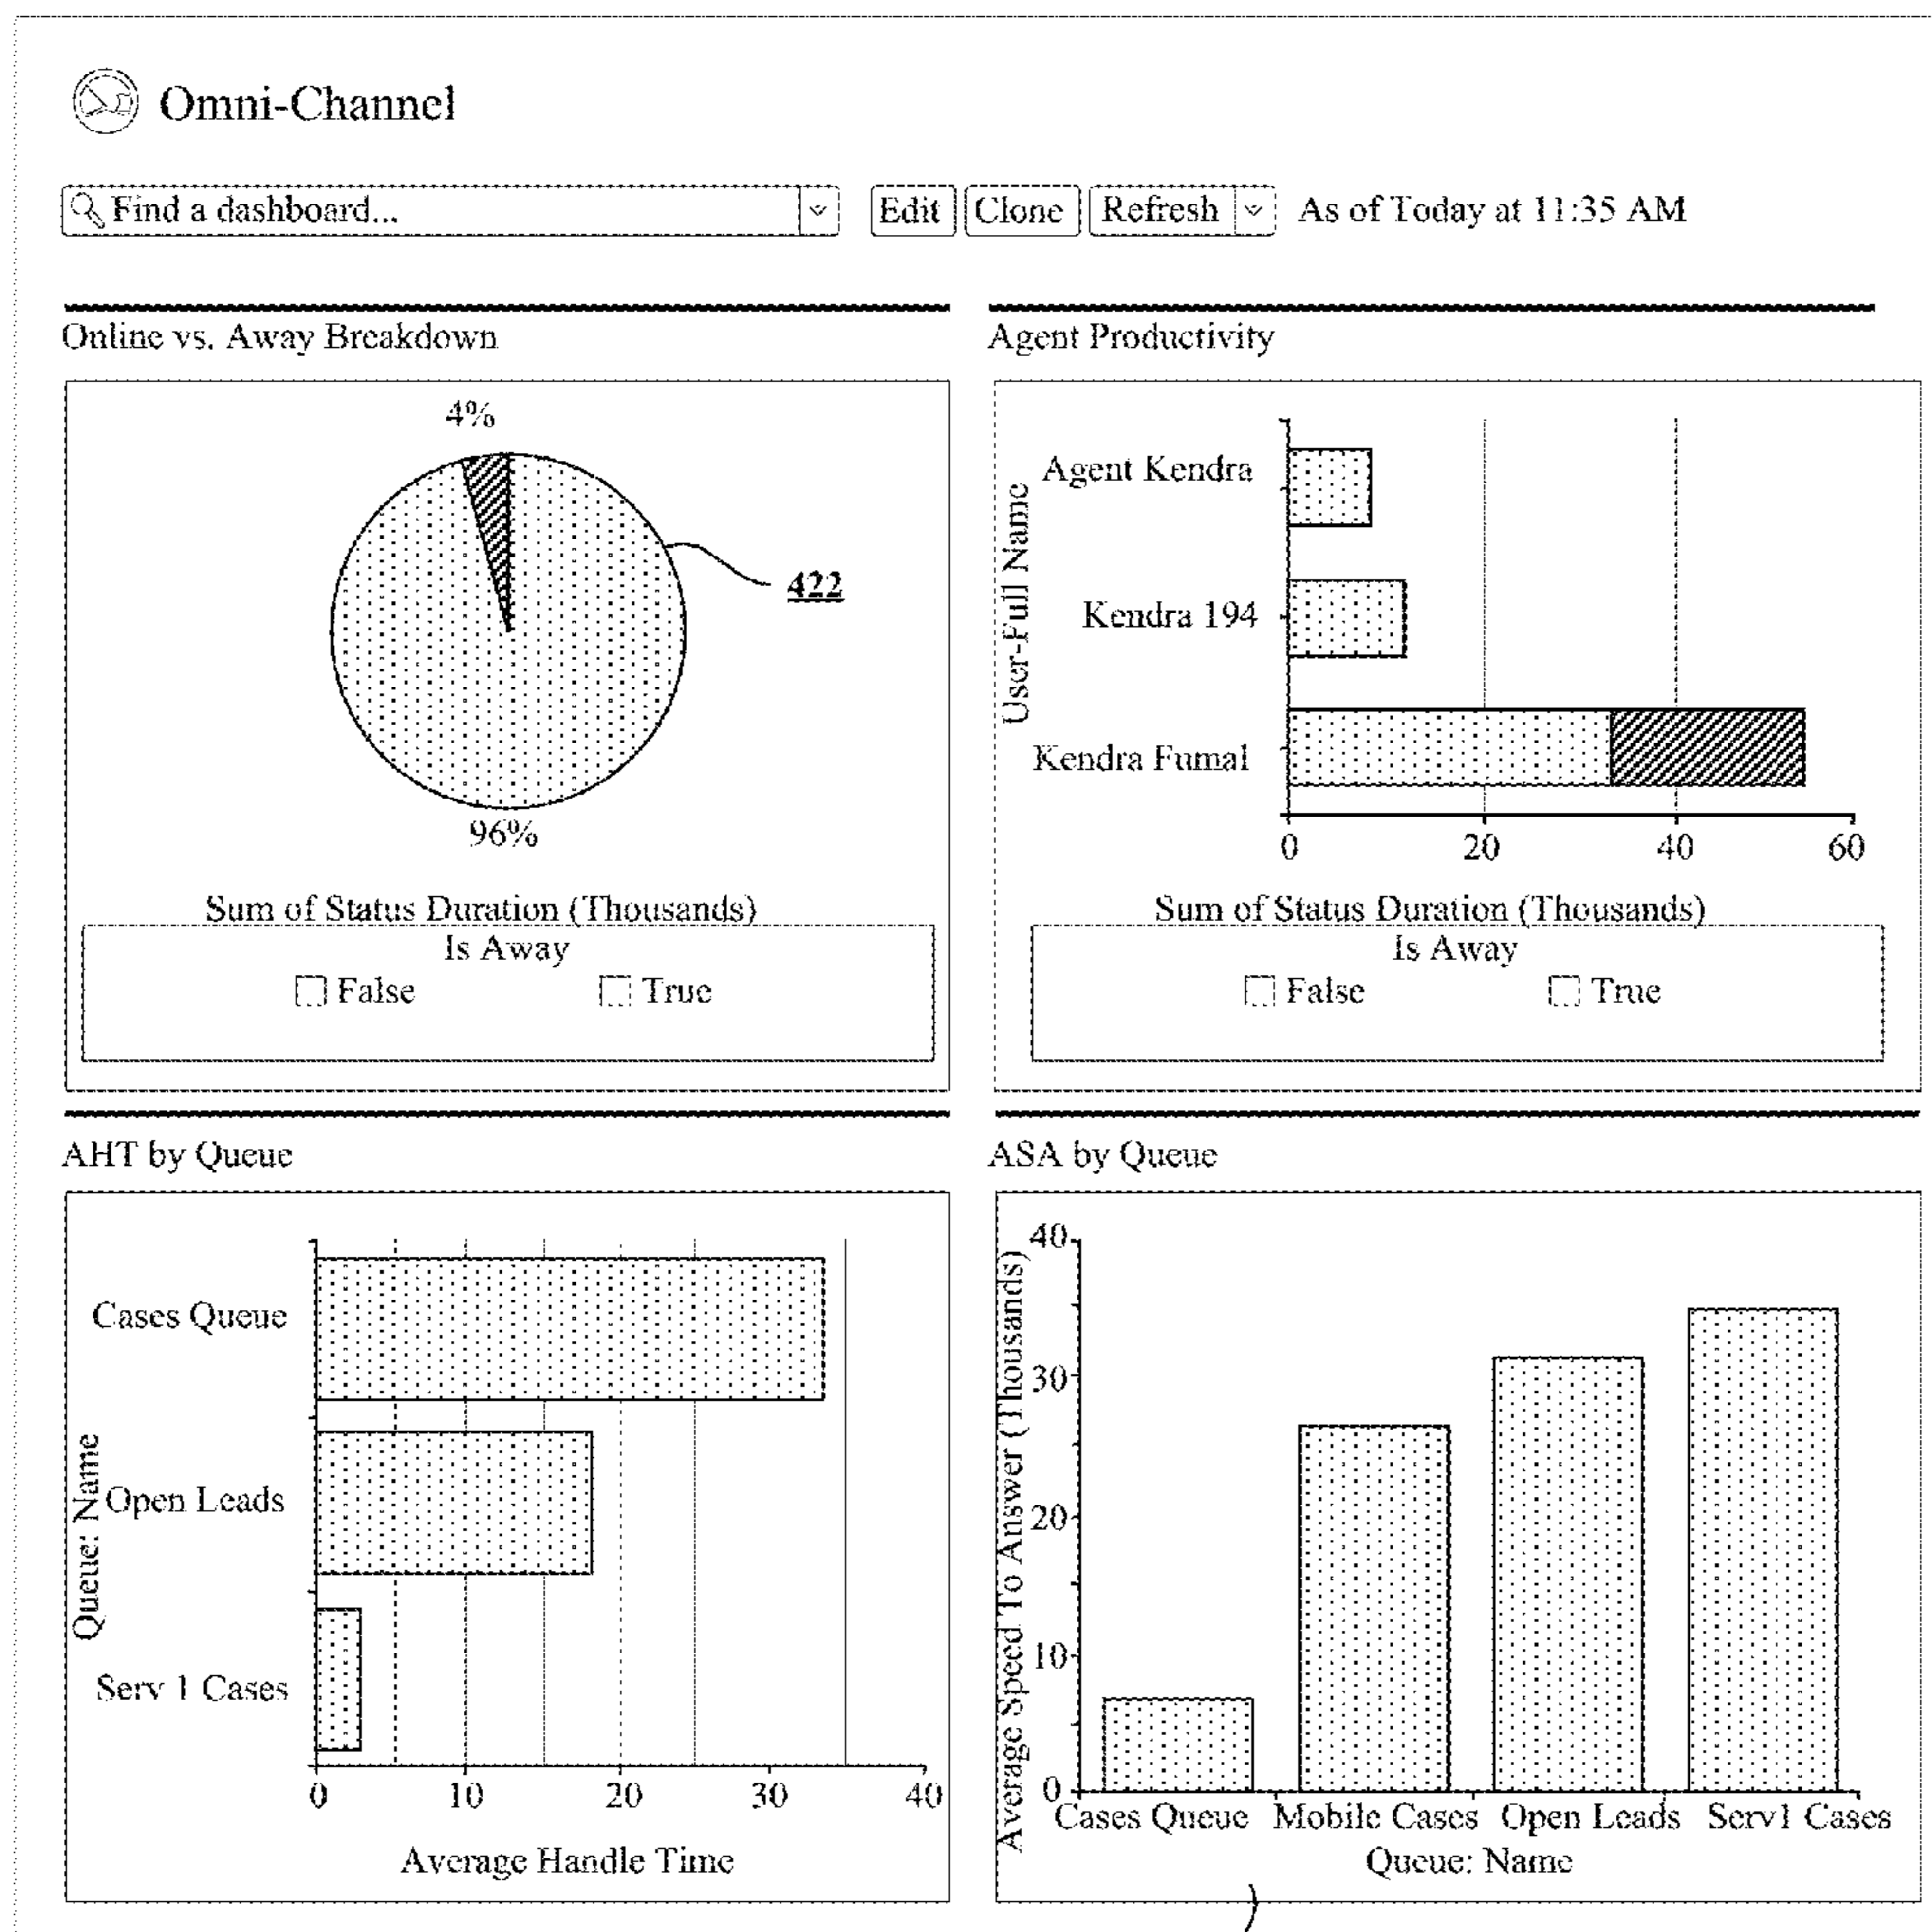 Omni-Channel
Find a dashboard...
Edit
Clone
Refresh
As of Today at 11:35 AM
Online vs. Away Breakdown
4%
422
96%
Sum of Status Duration (Thousands)
Is Away
False
True
Agent Productivity
User-Full Name
Agent Kendra
Kendra 194
Kendra Fumal
0
20
40
60
Sum of Status Duration (Thousands)
Is Away
False
True
AHT by Queue
Queue: Name
Cases Queue
Open Leads
Serv 1 Cases
0
10
20
30
40
Average Handle Time
ASA by Queue
Average Speed To Answer (Thousands)
40
30
20
10
0
Cases Queue
Mobile Cases
Open Leads
Serv1 Cases
Queue: Name